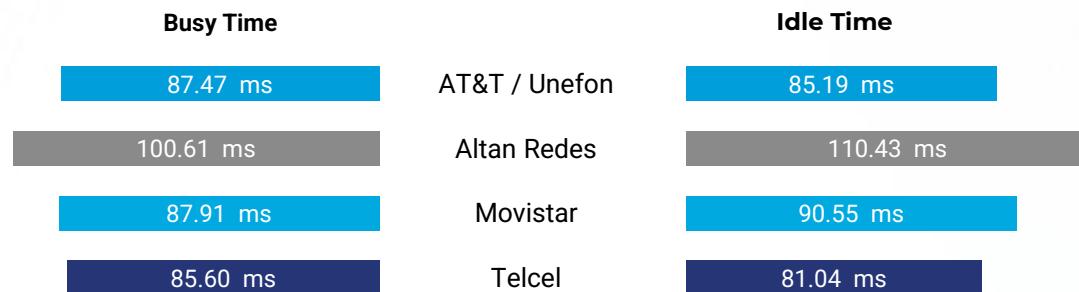 Busy Time Idle Time
87.47 ms AT&T / Unefon 85.19 ms
100.61 ms Altan Redes 110.43 ms
87.91 ms Movistar 90.55 ms
85.60 ms Telcel 81.04 ms